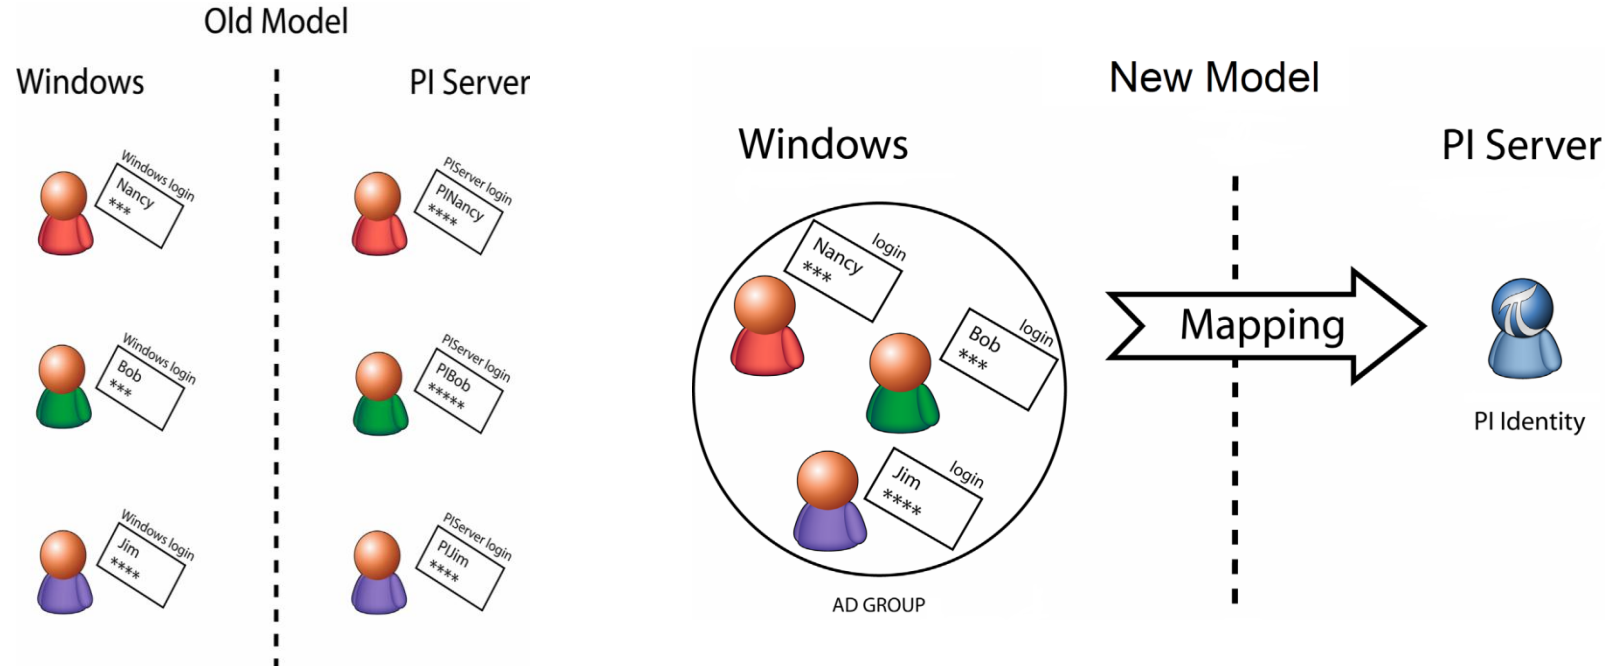 Old Model
Windows
PI Server
Windows login
Nancy
***
PIServer login
PINancy
****
Windows login
Bob
***
PIServer login
PIBob
*****
Windows login
Jim
****
PIServer login
PIJim
****
New Model
Windows
PI Server
login
Nancy
***
login
Bob
***
login
Jim
****
AD GROUP
Mapping
PI Identity